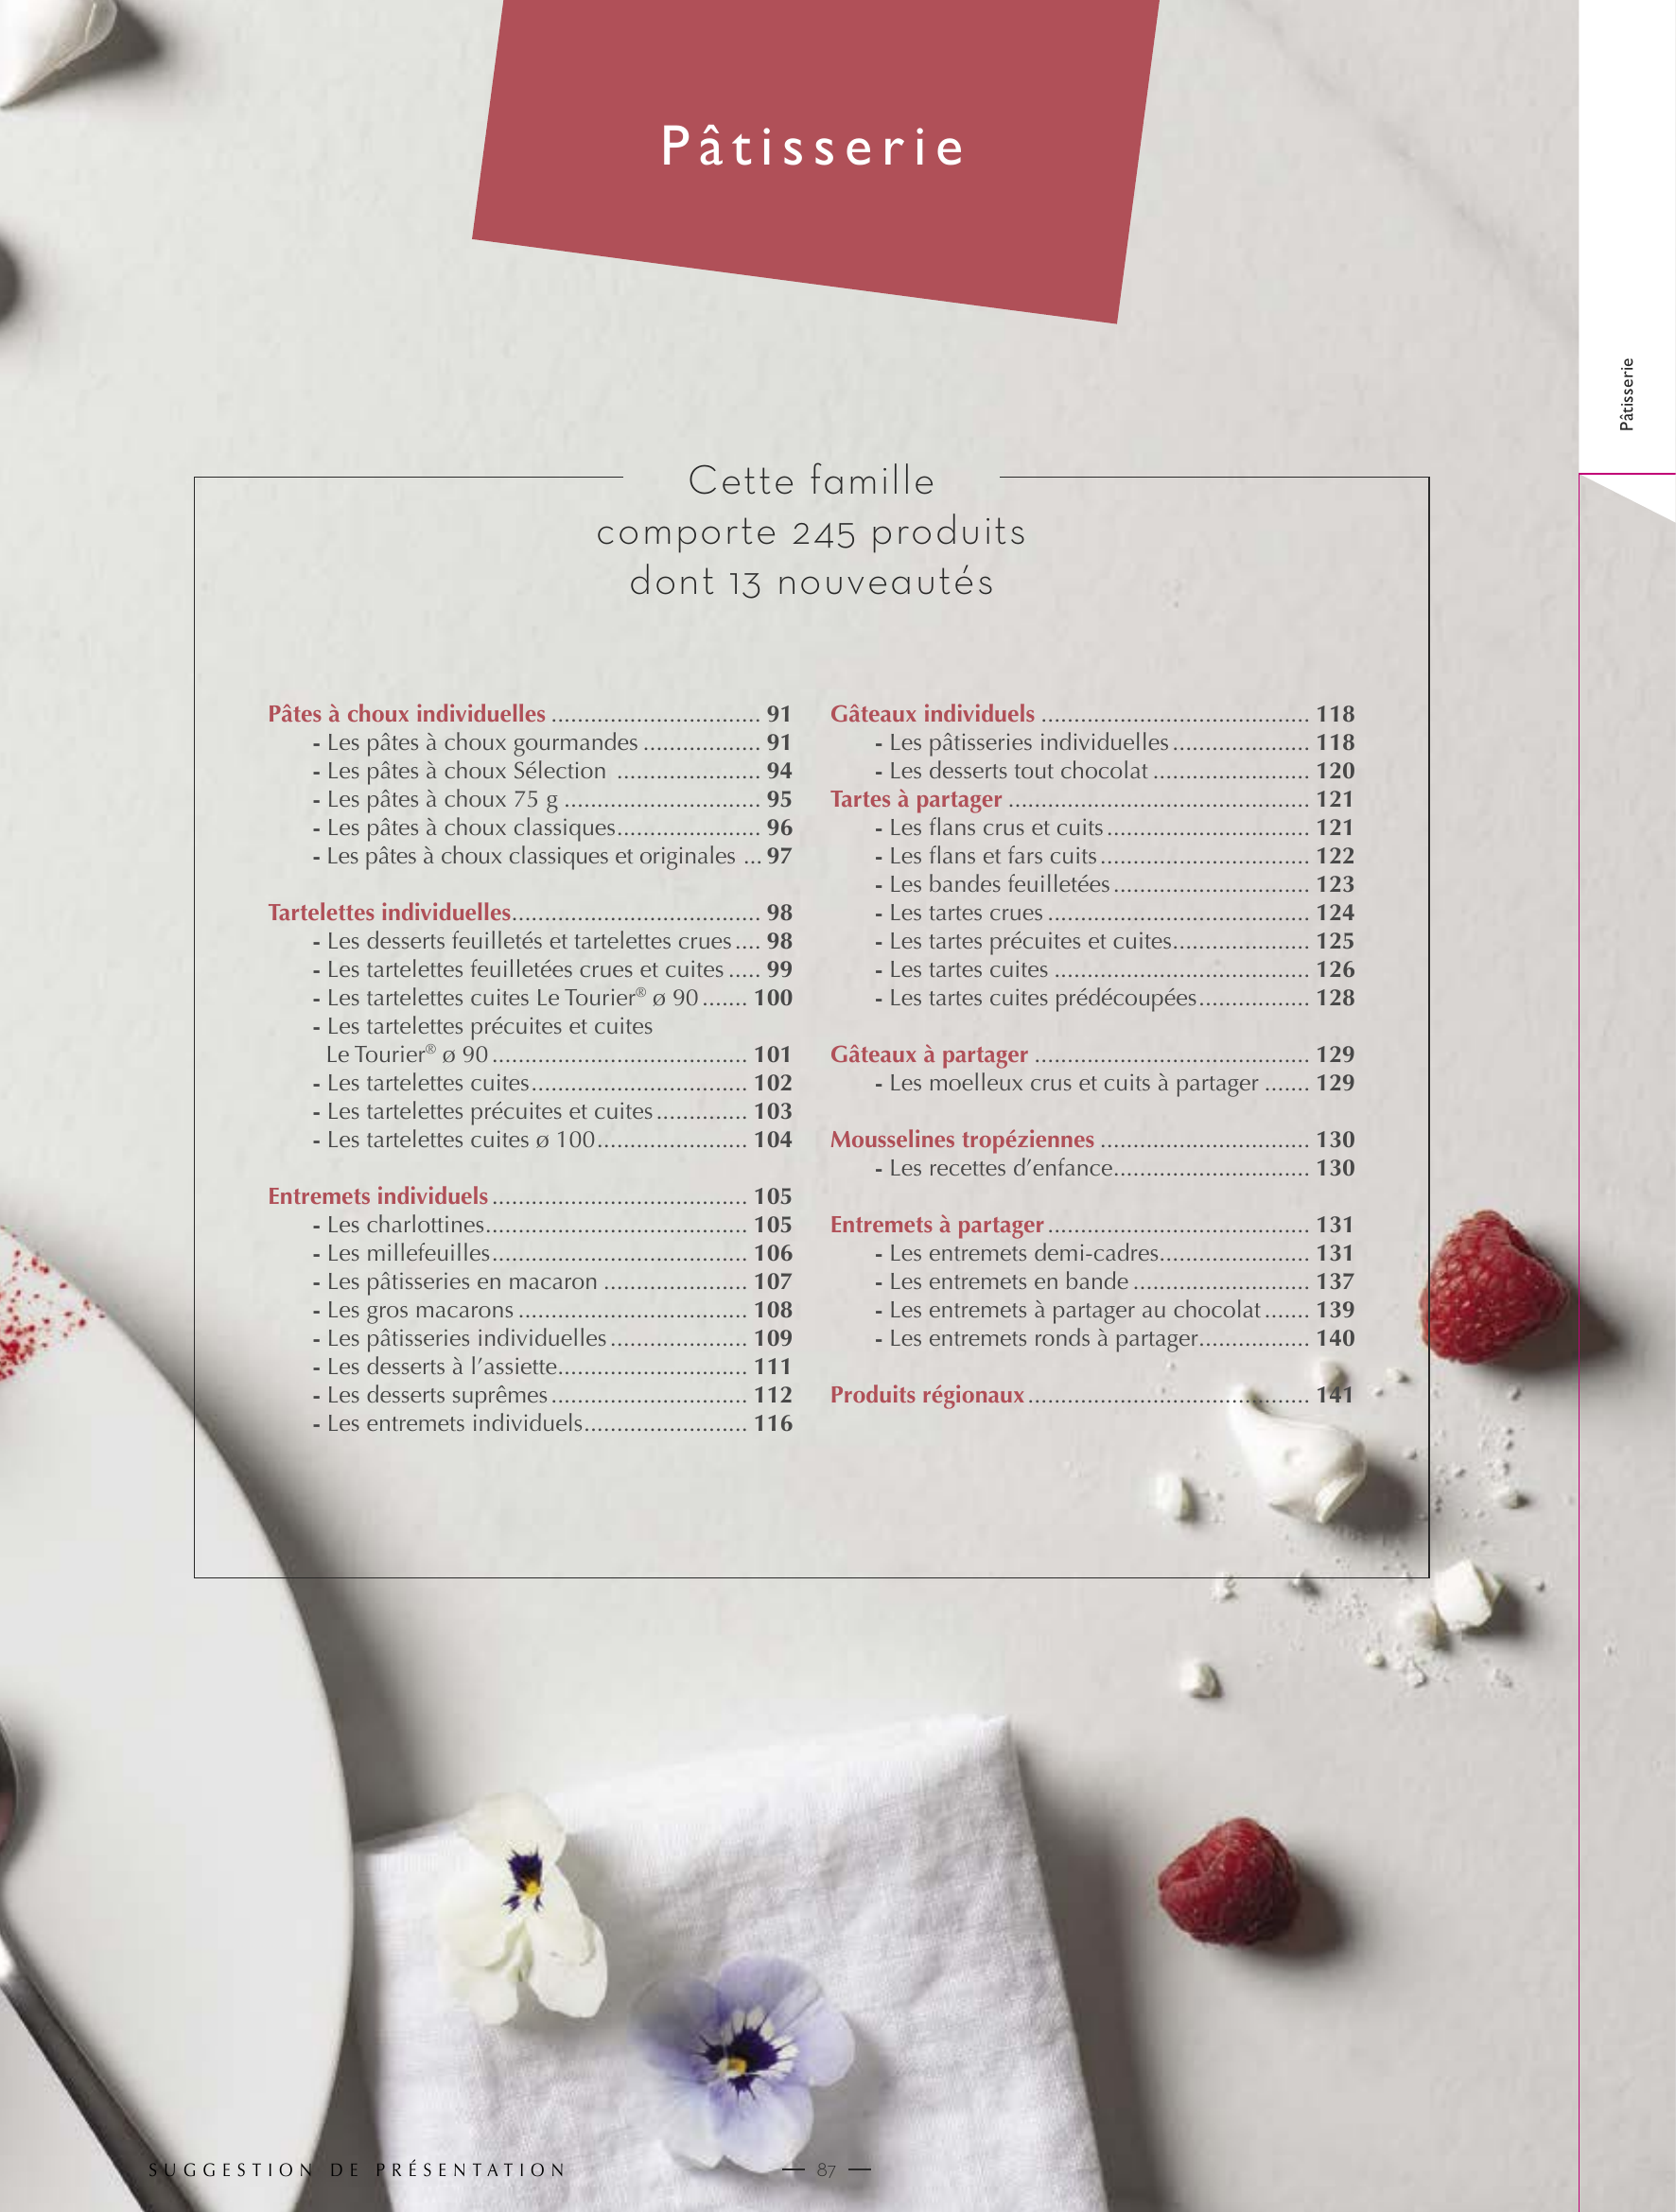 Pâtisserie
Pâtisserie
Cette famille
comporte 245 produits
dont 13 nouveautés
Pâtes à choux individuelles ................................ 91
- Les pâtes à choux gourmandes .................. 91
- Les pâtes à choux Sélection ...................... 94
- Les pâtes à choux 75 g .............................. 95
- Les pâtes à choux classiques...................... 96
- Les pâtes à choux classiques et originales ... 97
Tartelettes individuelles...................................... 98
- Les desserts feuilletés et tartelettes crues.... 98
- Les tartelettes feuilletées crues et cuites ..... 99
- Les tartelettes cuites Le Tourier® ø 90....... 100
- Les tartelettes précuites et cuites
Le Tourier® ø 90....................................... 101
- Les tartelettes cuites................................. 102
- Les tartelettes précuites et cuites.............. 103
- Les tartelettes cuites ø 100....................... 104
Entremets individuels....................................... 105
- Les charlottines........................................ 105
- Les millefeuilles....................................... 106
- Les pâtisseries en macaron ...................... 107
- Les gros macarons ................................... 108
- Les pâtisseries individuelles..................... 109
- Les desserts à l’assiette............................. 111
- Les desserts suprêmes.............................. 112
- Les entremets individuels......................... 116
Gâteaux individuels ......................................... 118
- Les pâtisseries individuelles..................... 118
- Les desserts tout chocolat ........................ 120
Tartes à partager .............................................. 121
- Les flans crus et cuits............................... 121
- Les flans et fars cuits................................ 122
- Les bandes feuilletées.............................. 123
- Les tartes crues ........................................ 124
- Les tartes précuites et cuites..................... 125
- Les tartes cuites ....................................... 126
- Les tartes cuites prédécoupées................. 128
Gâteaux à partager .......................................... 129
- Les moelleux crus et cuits à partager ....... 129
Mousselines tropéziennes ................................ 130
- Les recettes d’enfance.............................. 130
Entremets à partager........................................ 131
- Les entremets demi-cadres....................... 131
- Les entremets en bande ........................... 137
- Les entremets à partager au chocolat....... 139
- Les entremets ronds à partager................. 140
Produits régionaux........................................... 141
SUGGESTION DE PRÉSENTATION
— 87 —